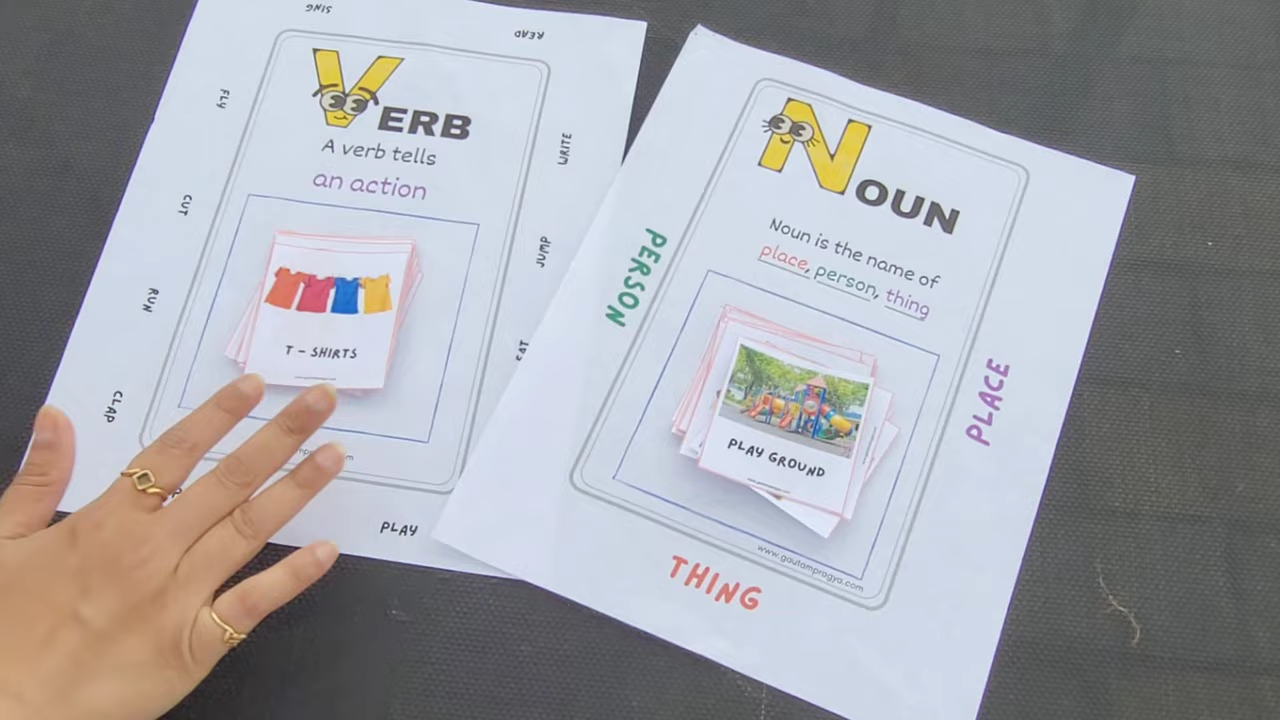 SING
READ
FLY
WRITE
CUT
JUMP
RUN
CLAP
PLAY
VERB
A verb tells
an action
T - SHIRTS
NOUN
Noun is the name of
place, person, thing
PERSON
PLACE
THING
PLAY GROUND
www.gautampragya.com